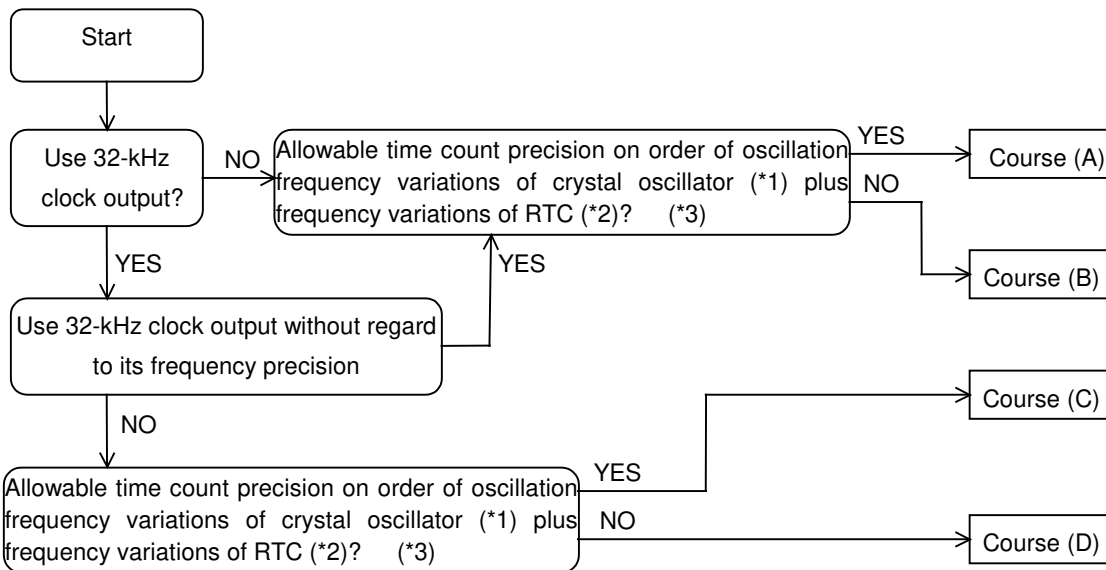 Start
Use 32-kHz
clock output?
NO
Allowable time count precision on order of oscillation
frequency variations of crystal oscillator (*1) plus
frequency variations of RTC (*2)? (*3)
YES
Course (A)
NO
Course (B)
YES
YES
Use 32-kHz clock output without regard
to its frequency precision
Course (C)
NO
Allowable time count precision on order of oscillation
frequency variations of crystal oscillator (*1) plus
frequency variations of RTC (*2)? (*3)
YES
NO
Course (D)